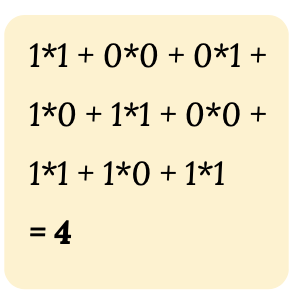 1*1 + 0*0 + 0*1 +
1*0 + 1*1 + 0*0 +
1*1 + 1*0 + 1*1
= 4